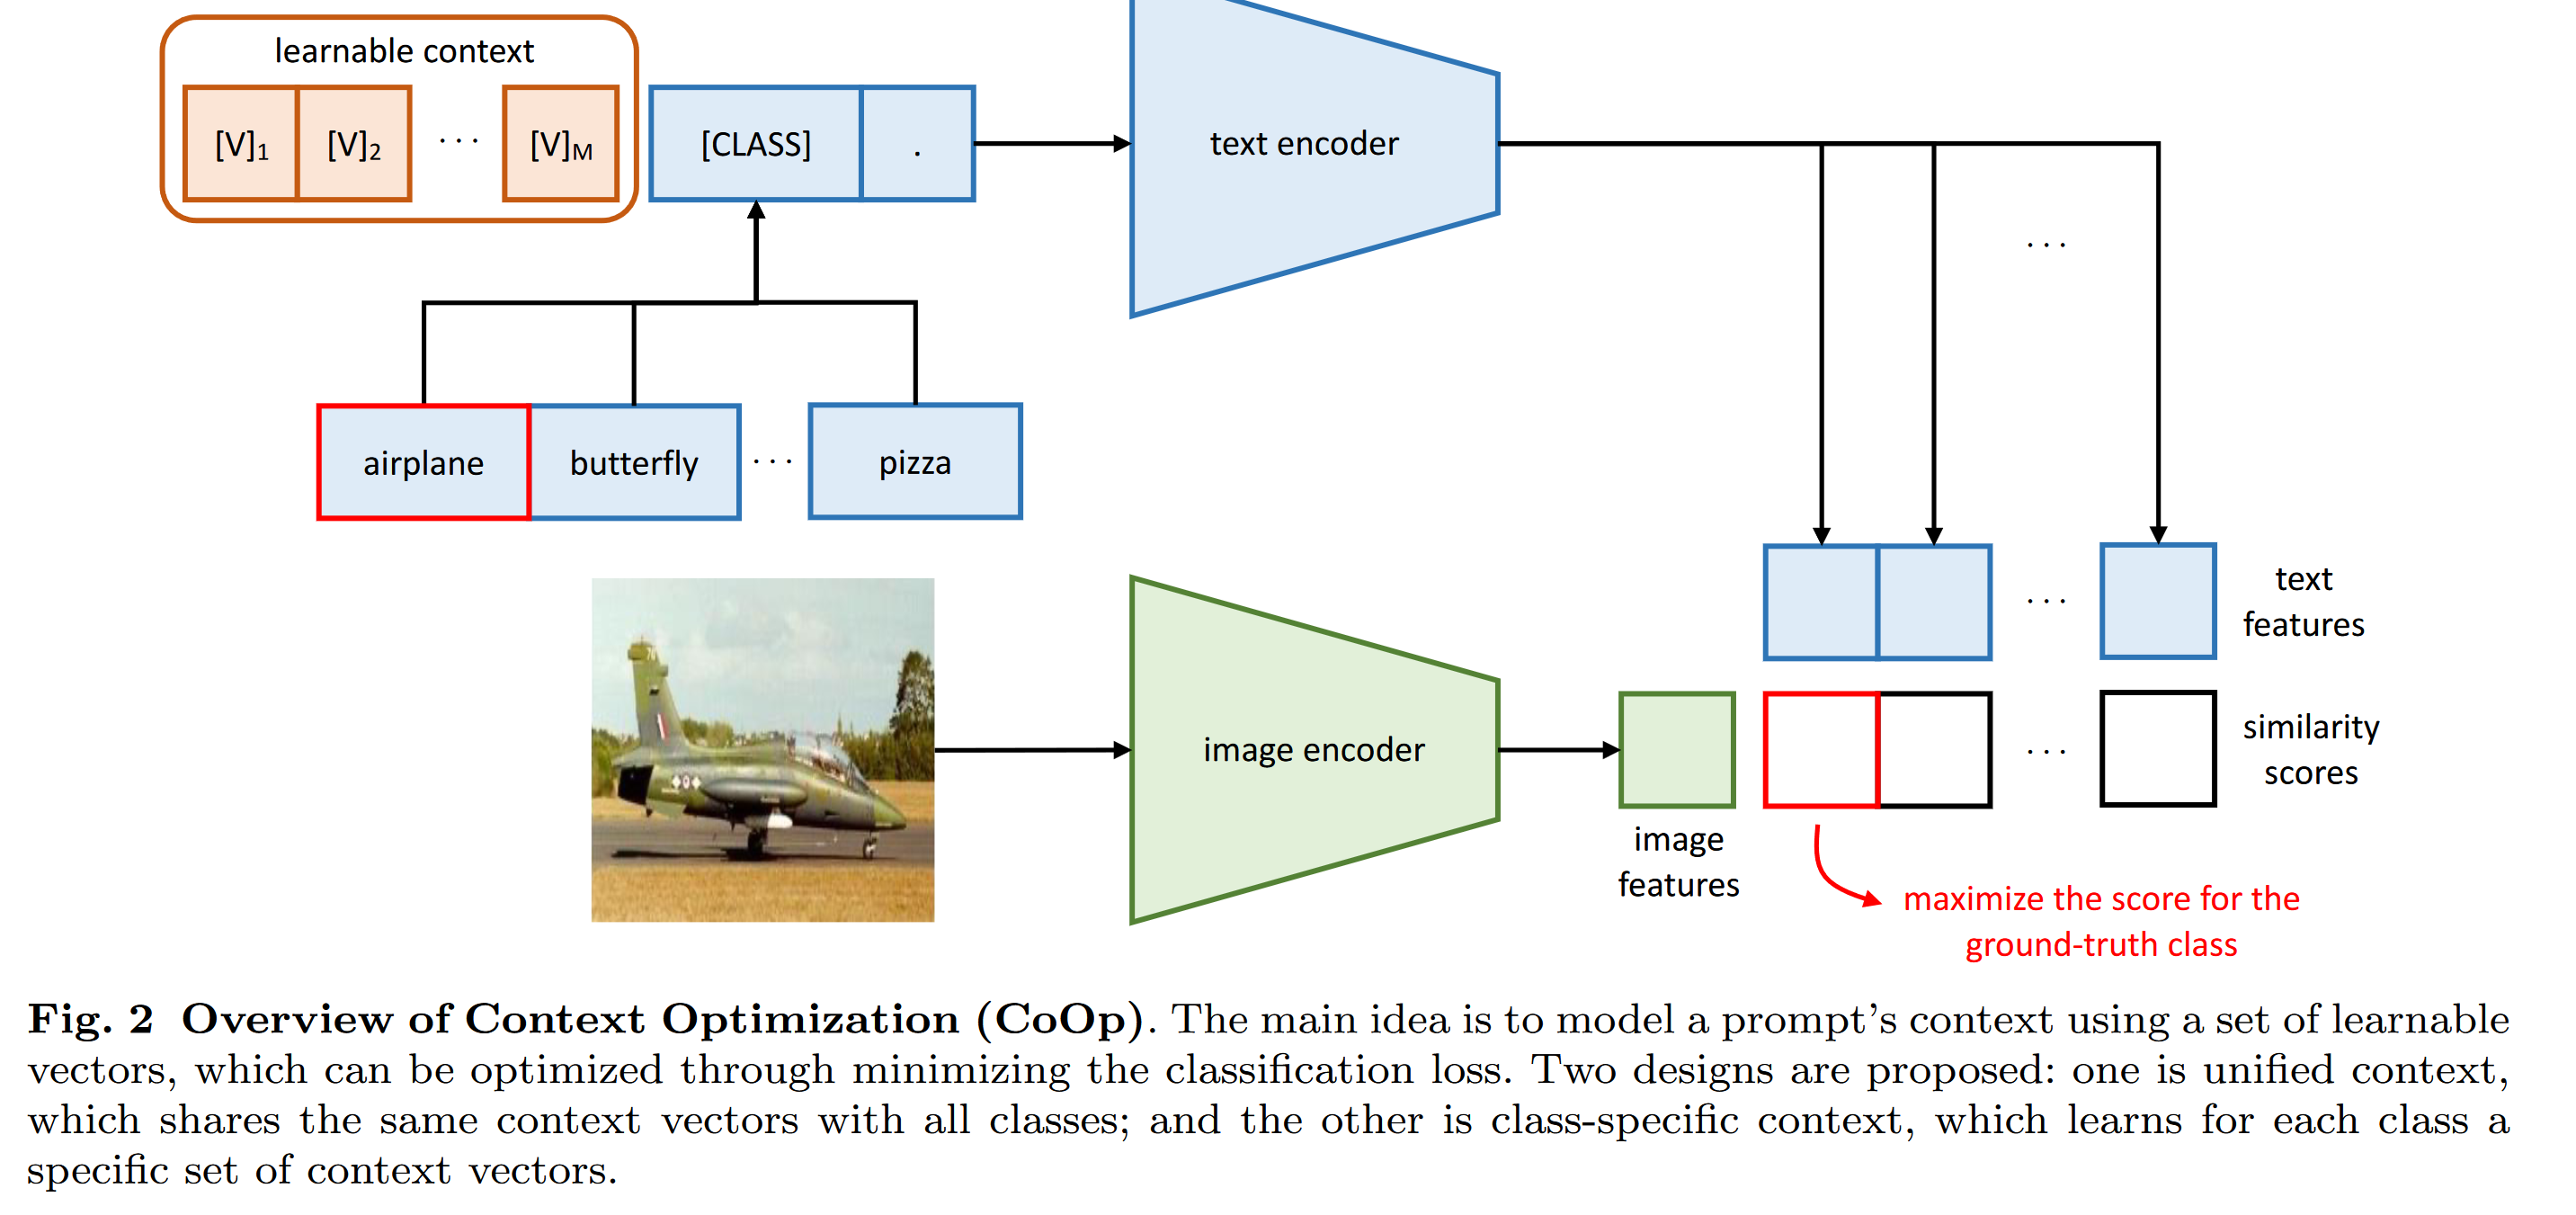 learnable context
[V]1 [V]2 ... [V]M [CLASS] .
text encoder
...
airplane butterfly ... pizza
...
text
features
image encoder
...
similarity
scores
image
features
maximize the score for the
ground-truth class
Fig. 2 Overview of Context Optimization (CoOp). The main idea is to model a prompt's context using a set of learnable
vectors, which can be optimized through minimizing the classification loss. Two designs are proposed: one is unified context,
which shares the same context vectors with all classes; and the other is class-specific context, which learns for each class a
specific set of context vectors.